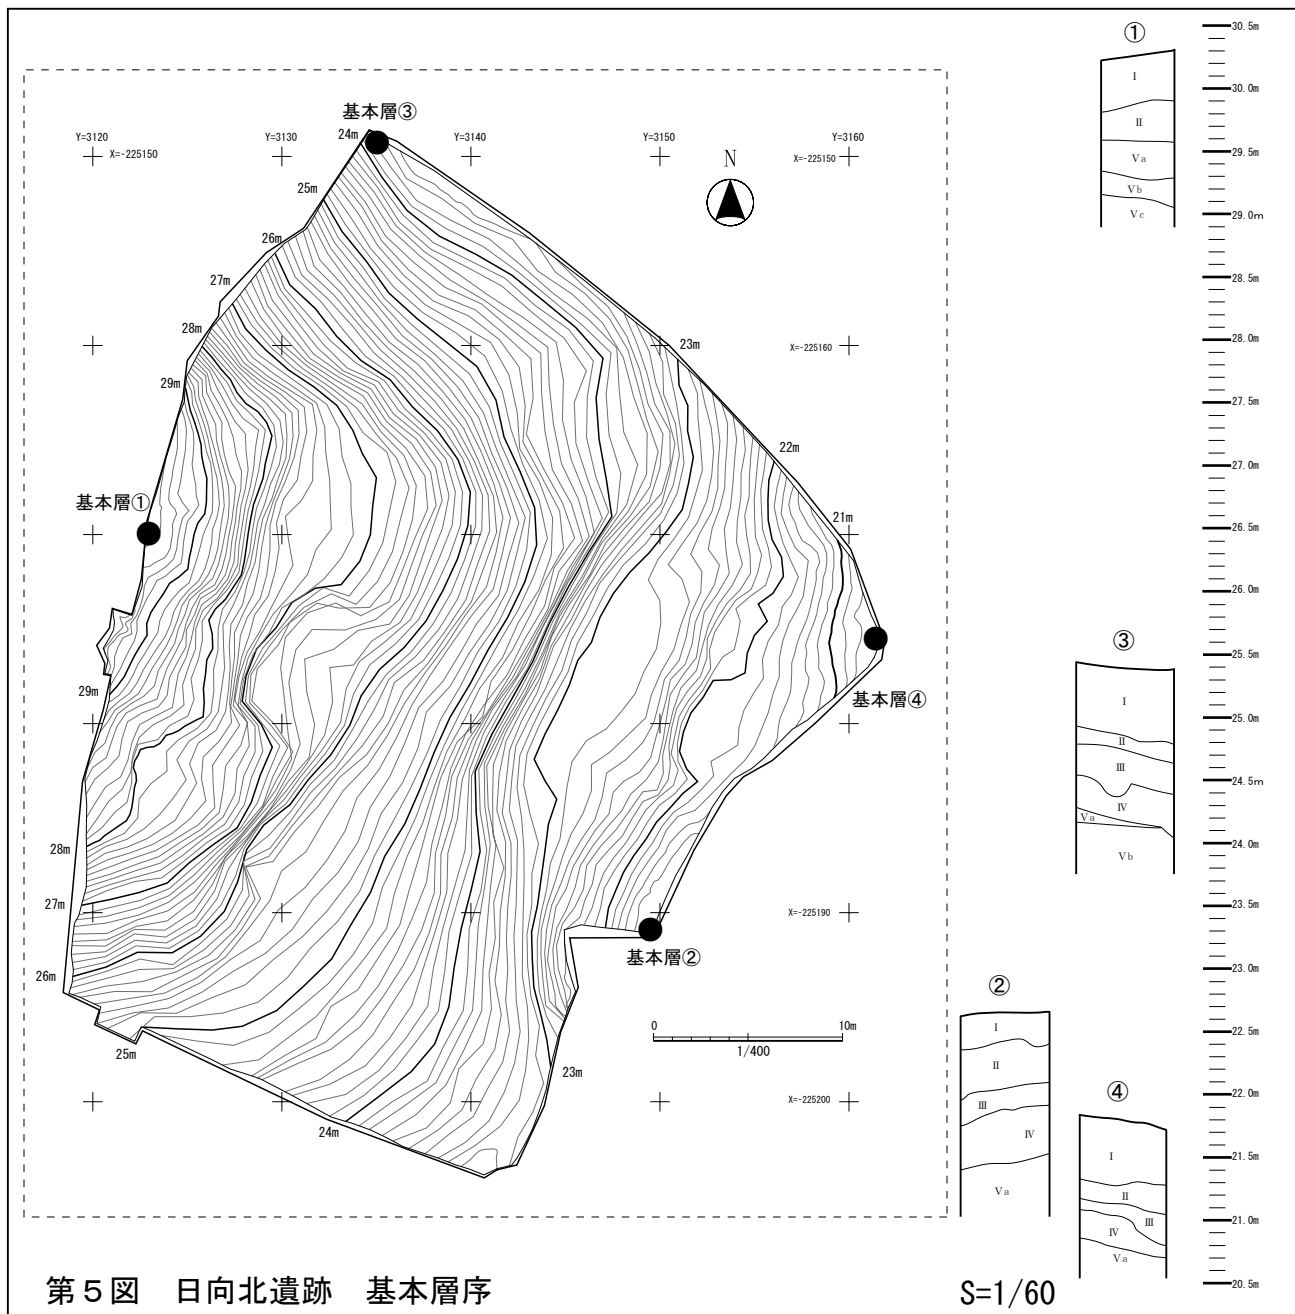 基本層③
Y=3120
Y=3130
24m
Y=3140
Y=3150
Y=3160
X=-225150
X=-225150
N
25m
26m
27m
28m
29m
23m
X=-225160
22m
21m
基本層①
29m
基本層④
28m
27m
26m
25m
24m
23m
X=-225190
基本層②
0
10m
1/400
X=-225200
①
Ⅰ
Ⅱ
Ⅴa
Ⅴb
Ⅴc
③
Ⅰ
Ⅱ
Ⅲ
Ⅳ
Ⅴa
Ⅴb
②
Ⅰ
Ⅱ
Ⅲ
Ⅳ
Ⅴa
④
Ⅰ
Ⅱ
Ⅲ
Ⅳ
Ⅴa
30.5m
30.0m
29.5m
29.0m
28.5m
28.0m
27.5m
27.0m
26.5m
26.0m
25.5m
25.0m
24.5m
24.0m
23.5m
23.0m
22.5m
22.0m
21.5m
21.0m
20.5m
第5図 日向北遺跡 基本層序
S=1/60